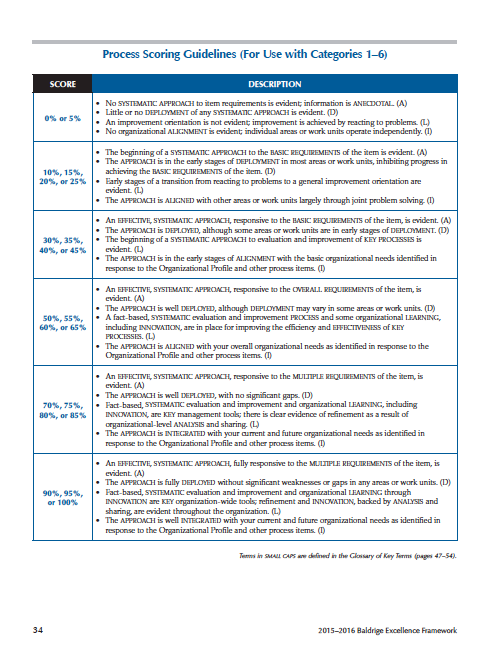 Process Scoring Guidelines (For Use with Categories 1–6)
SCORE
DESCRIPTION
0% or 5%
• No SYSTEMATIC APPROACH to item requirements is evident; information is ANECDOTAL. (A)
• Little or no DEPLOYMENT of any SYSTEMATIC APPROACH is evident. (D)
• An improvement orientation is not evident; improvement is achieved by reacting to problems. (L)
• No organizational ALIGNMENT is evident; individual areas or work units operate independently. (I)
10%, 15%,
20%, or 25%
• The beginning of a SYSTEMATIC APPROACH to the BASIC REQUIREMENTS of the item is evident. (A)
• The APPROACH is in the early stages of DEPLOYMENT in most areas or work units, inhibiting progress in
achieving the BASIC REQUIREMENTS of the item. (D)
• Early stages of a transition from reacting to problems to a general improvement orientation are
evident. (L)
• The APPROACH is ALIGNED with other areas or work units largely through joint problem solving. (I)
30%, 35%,
40%, or 45%
• An EFFECTIVE, SYSTEMATIC APPROACH, responsive to the BASIC REQUIREMENTS of the item, is evident. (A)
• The APPROACH is DEPLOYED, although some areas or work units are in early stages of DEPLOYMENT. (D)
• The beginning of a SYSTEMATIC APPROACH to evaluation and improvement of KEY PROCESSES is
evident. (L)
• The APPROACH is in the early stages of ALIGNMENT with the basic organizational needs identified in
response to the Organizational Profile and other process items. (I)
50%, 55%,
60%, or 65%
• An EFFECTIVE, SYSTEMATIC APPROACH, responsive to the OVERALL REQUIREMENTS of the item, is
evident. (A)
• The APPROACH is well DEPLOYED, although DEPLOYMENT may vary in some areas or work units. (D)
• A fact-based, SYSTEMATIC evaluation and improvement PROCESS and some organizational LEARNING,
including INNOVATION, are in place for improving the efficiency and EFFECTIVENESS of KEY
PROCESSES. (L)
• The APPROACH is ALIGNED with your overall organizational needs as identified in response to the
Organizational Profile and other process items. (I)
70%, 75%,
80%, or 85%
• An EFFECTIVE, SYSTEMATIC APPROACH, responsive to the MULTIPLE REQUIREMENTS of the item, is
evident. (A)
• The APPROACH is well DEPLOYED, with no significant gaps. (D)
• Fact-based, SYSTEMATIC evaluation and improvement and organizational LEARNING, including
INNOVATION, are KEY management tools; there is clear evidence of refinement as a result of
organizational-level ANALYSIS and sharing. (L)
• The APPROACH is INTEGRATED with your current and future organizational needs as identified in
response to the Organizational Profile and other process items. (I)
90%, 95%,
or 100%
• An EFFECTIVE, SYSTEMATIC APPROACH, fully responsive to the MULTIPLE REQUIREMENTS of the item, is
evident. (A)
• The APPROACH is fully DEPLOYED without significant weaknesses or gaps in any areas or work units. (D)
• Fact-based, SYSTEMATIC evaluation and improvement and organizational LEARNING through
INNOVATION are KEY organization-wide tools; refinement and INNOVATION, backed by ANALYSIS and
sharing, are evident throughout the organization. (L)
• The APPROACH is well INTEGRATED with your current and future organizational needs as identified in
response to the Organizational Profile and other process items. (I)
Terms in SMALL CAPS are defined in the Glossary of Key Terms (pages 47–54).
34
2015–2016 Baldrige Excellence Framework